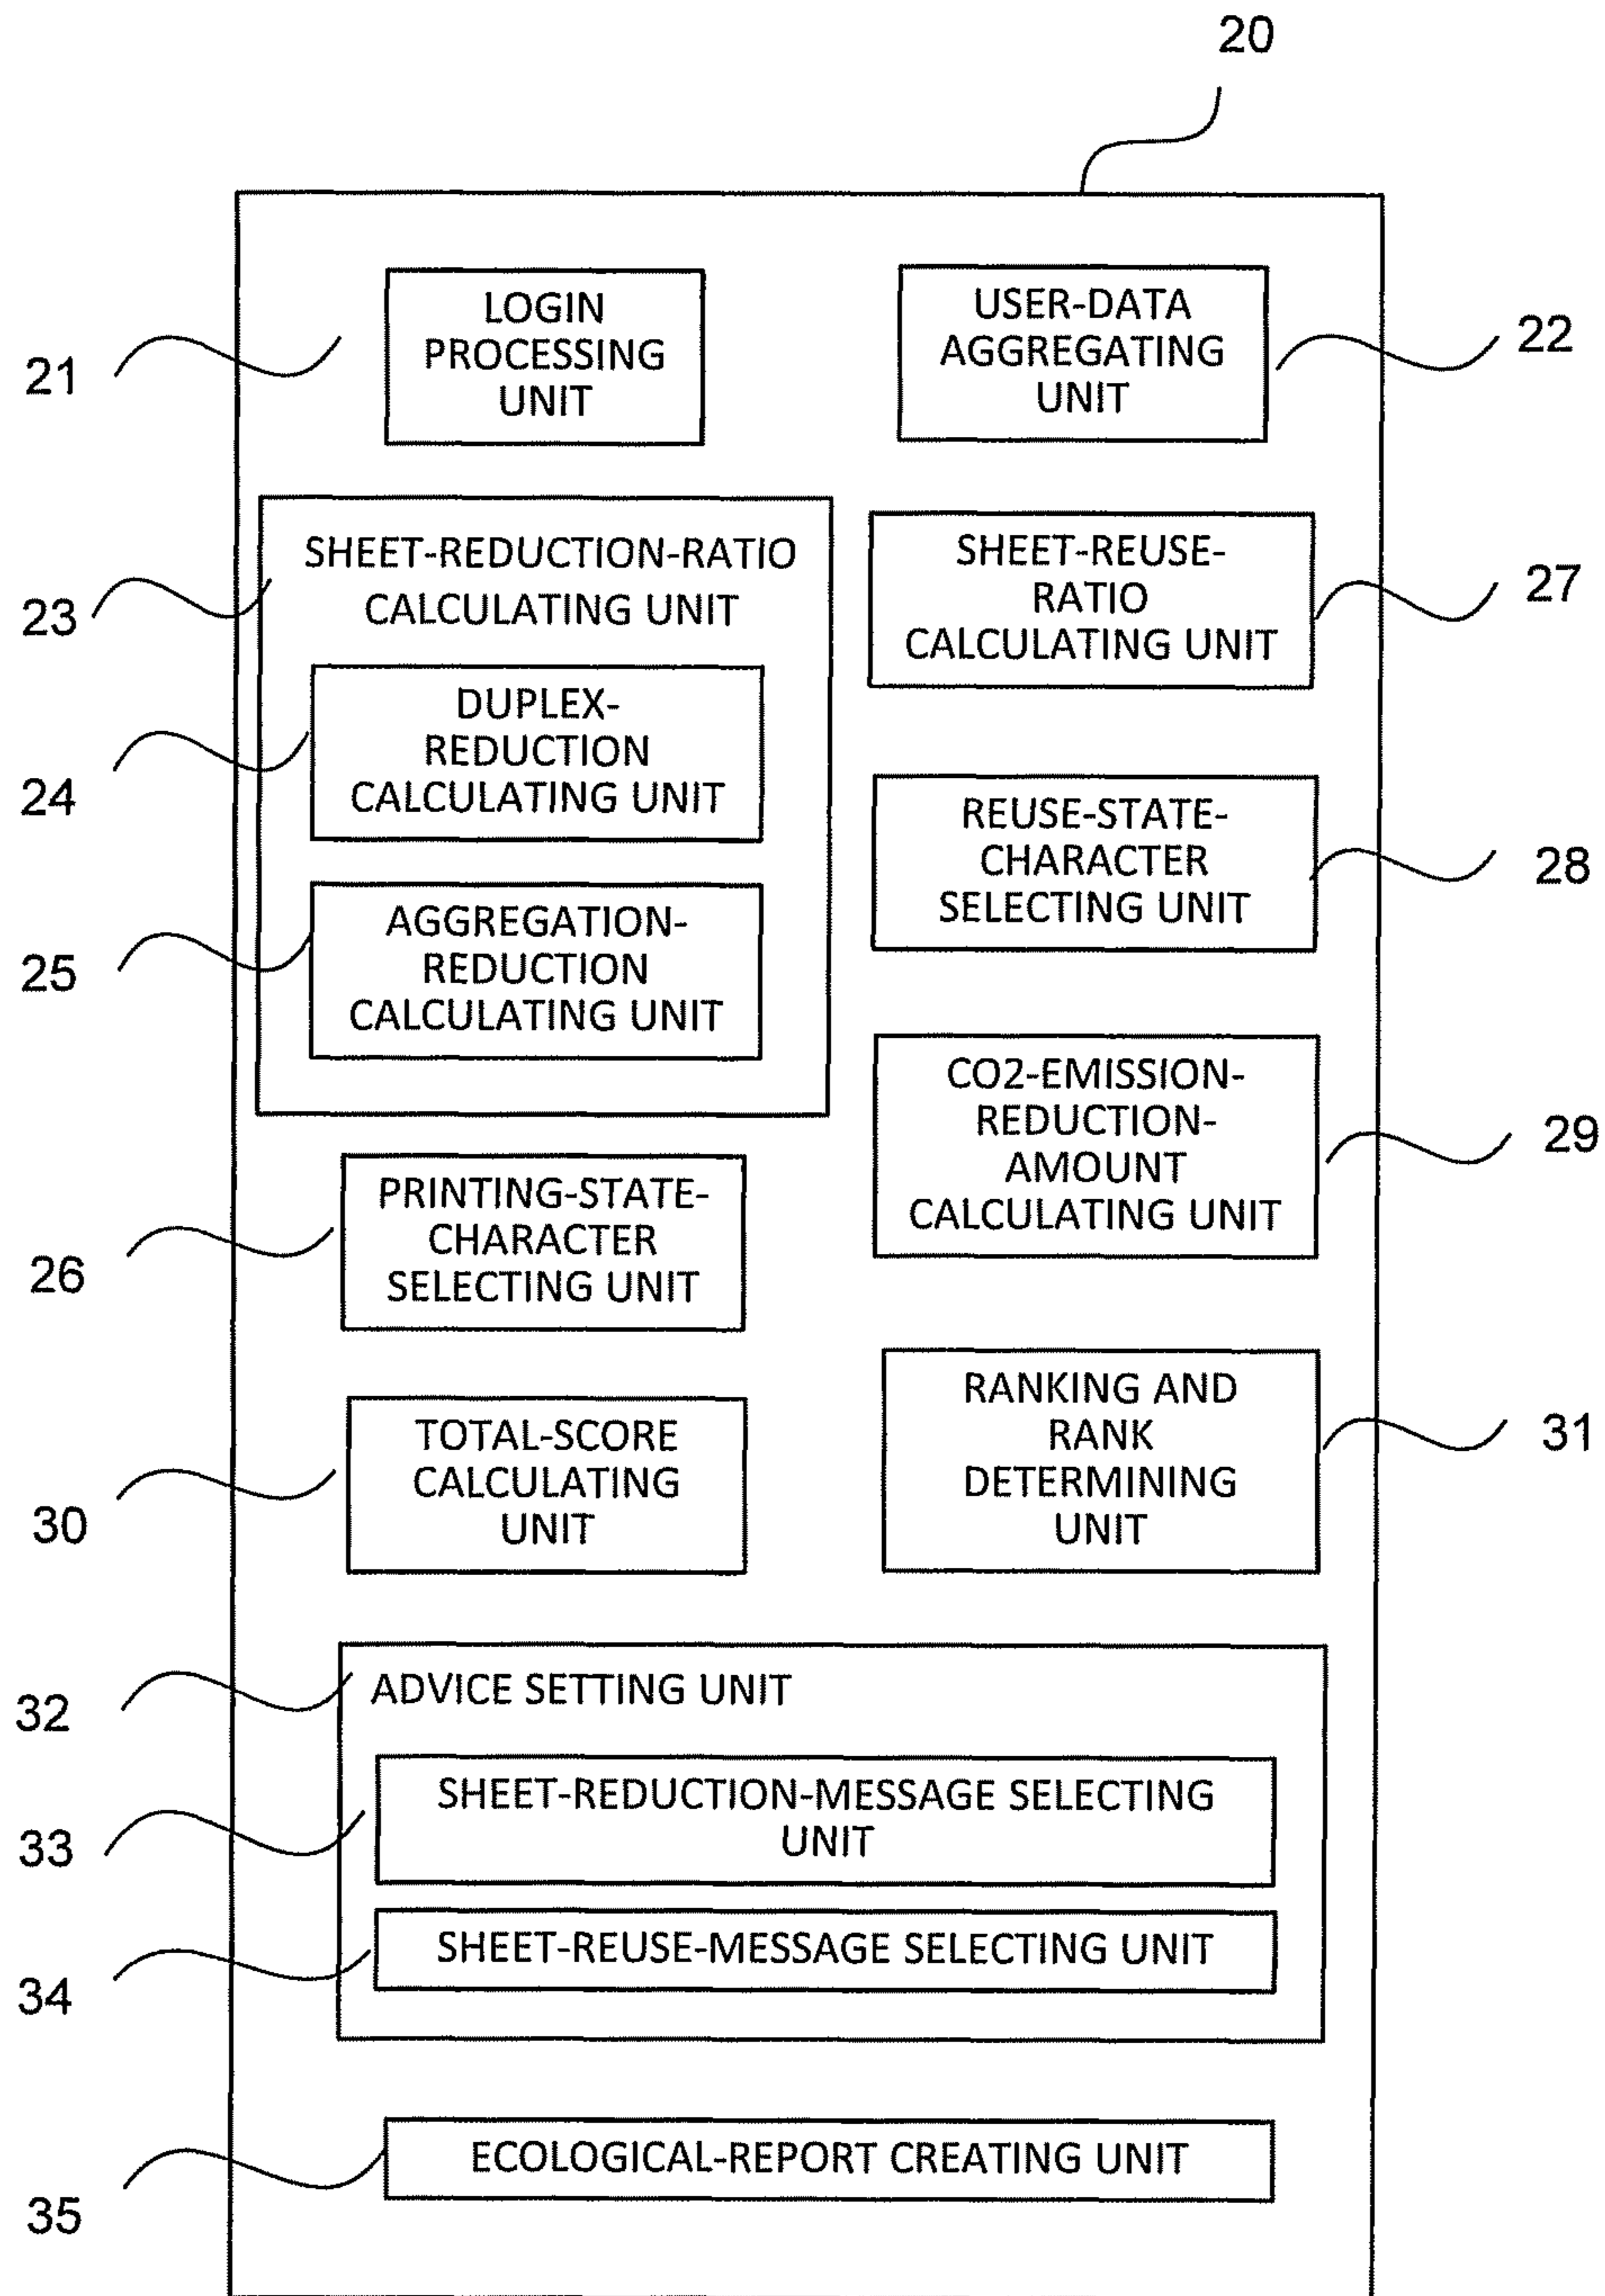 20
LOGIN
PROCESSING
UNIT
21
USER-DATA
AGGREGATING
UNIT
22
SHEET-REDUCTION-RATIO
CALCULATING UNIT
23
DUPLEX-
REDUCTION
CALCULATING UNIT
24
AGGREGATION-
REDUCTION
CALCULATING UNIT
25
SHEET-REUSE-
RATIO
CALCULATING UNIT
27
REUSE-STATE-
CHARACTER
SELECTING UNIT
28
PRINTING-STATE-
CHARACTER
SELECTING UNIT
26
CO2-EMISSION-
REDUCTION-
AMOUNT
CALCULATING UNIT
29
TOTAL-SCORE
CALCULATING
UNIT
30
RANKING AND
RANK
DETERMINING
UNIT
31
ADVICE SETTING UNIT
32
SHEET-REDUCTION-MESSAGE SELECTING
UNIT
33
SHEET-REUSE-MESSAGE SELECTING UNIT
34
ECOLOGICAL-REPORT CREATING UNIT
35